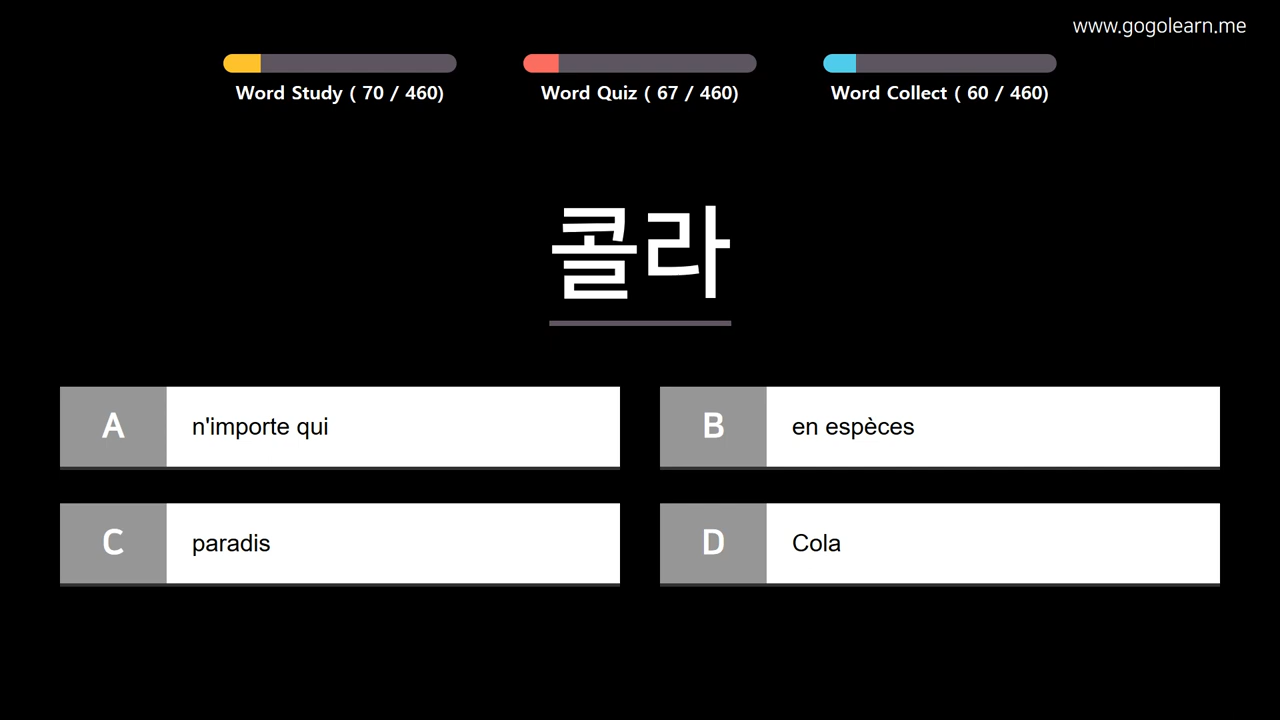 www.gogolearn.me
Word Study ( 70 / 460)
Word Quiz ( 67 / 460)
Word Collect ( 60 / 460)
콜라
A n'importe qui
B en espèces
C paradis
D Cola